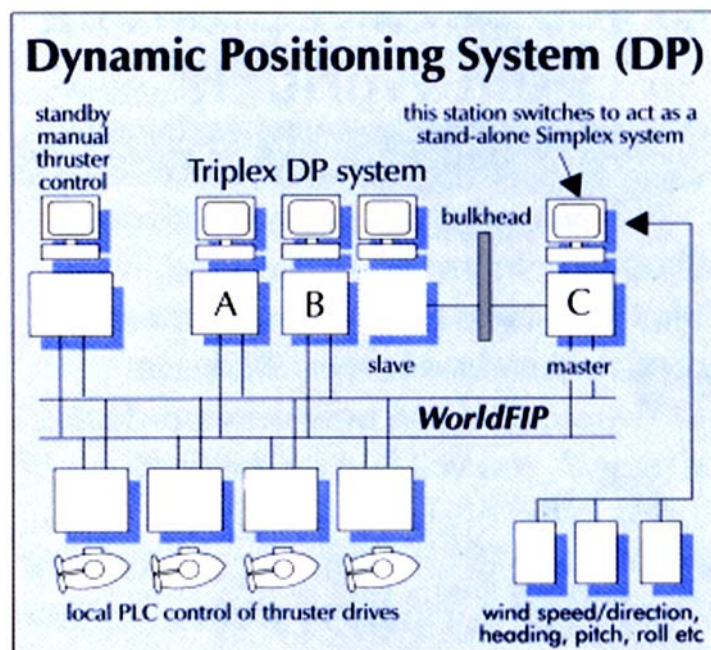 Dynamic Positioning System (DP)
standby
manual
thruster
control
this station switches to act as a
stand-alone Simplex system
Triplex DP system
bulkhead
A
B
C
slave
master
WorldFIP
local PLC control of thruster drives
wind speed/direction,
heading, pitch, roll etc